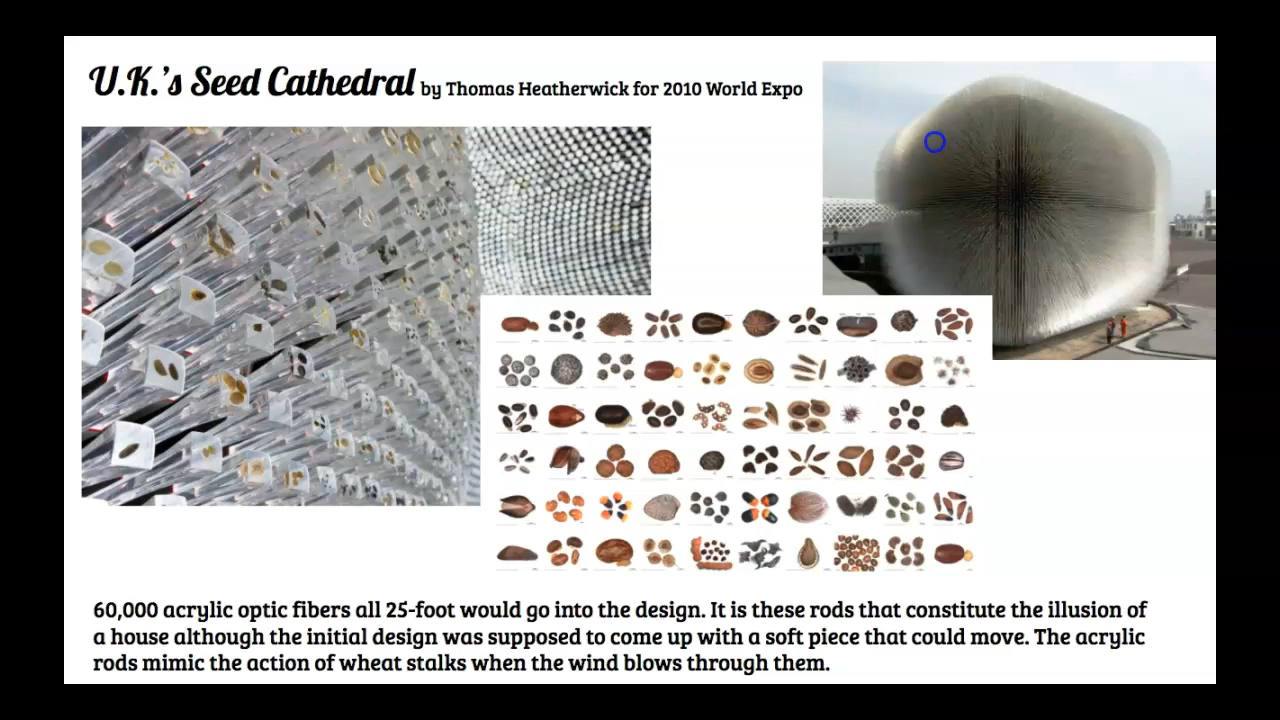 U.K.'s Seed Cathedral by Thomas Heatherwick for 2010 World Expo
60,000 acrylic optic fibers all 25-foot would go into the design. It is these rods that constitute the illusion of
a house although the initial design was supposed to come up with a soft piece that could move. The acrylic
rods mimic the action of wheat stalks when the wind blows through them.